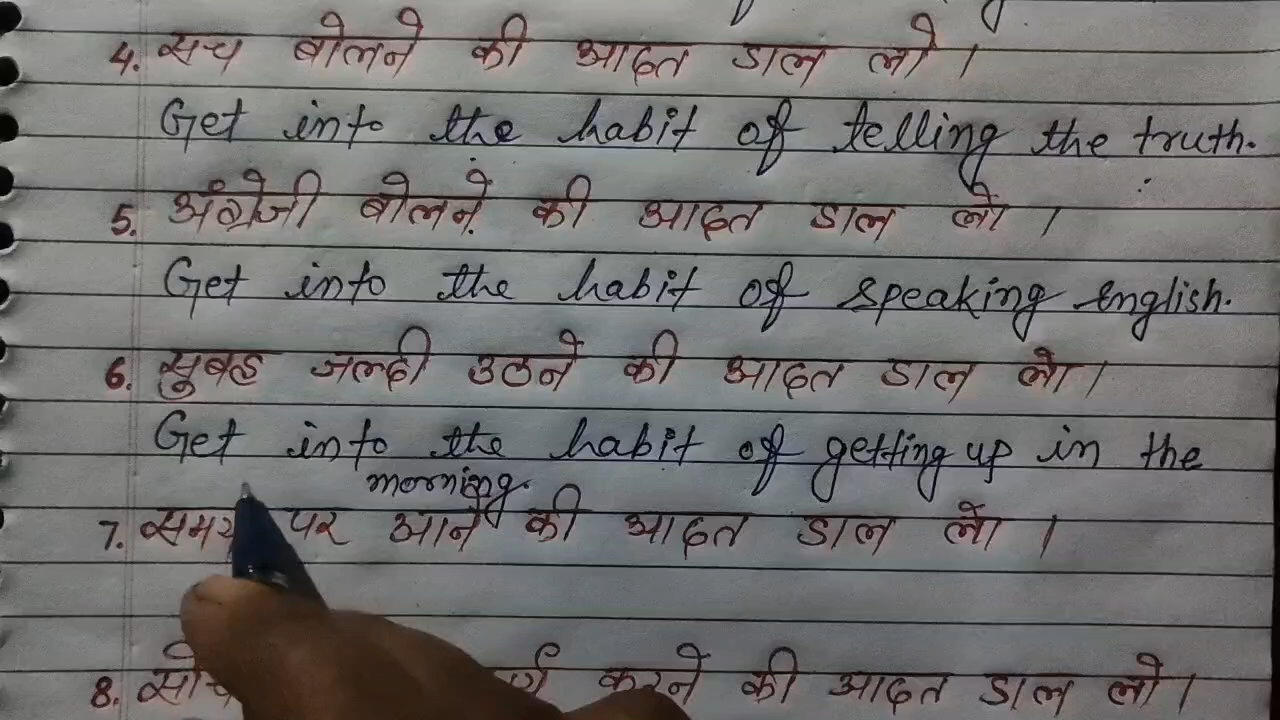 4. सच बोलने की आदत डाल लो ।
Get into the habit of telling the truth.
5. अंग्रेजी बोलने की आदत डाल लो ।
Get into the habit of speaking English.
6. सुबह जल्दी उठने की आदत डाल लो ।
Get into the habit of getting up in the
morning.
7. समय पर आने की आदत डाल लो ।
8. करने की आदत डाल लो ।